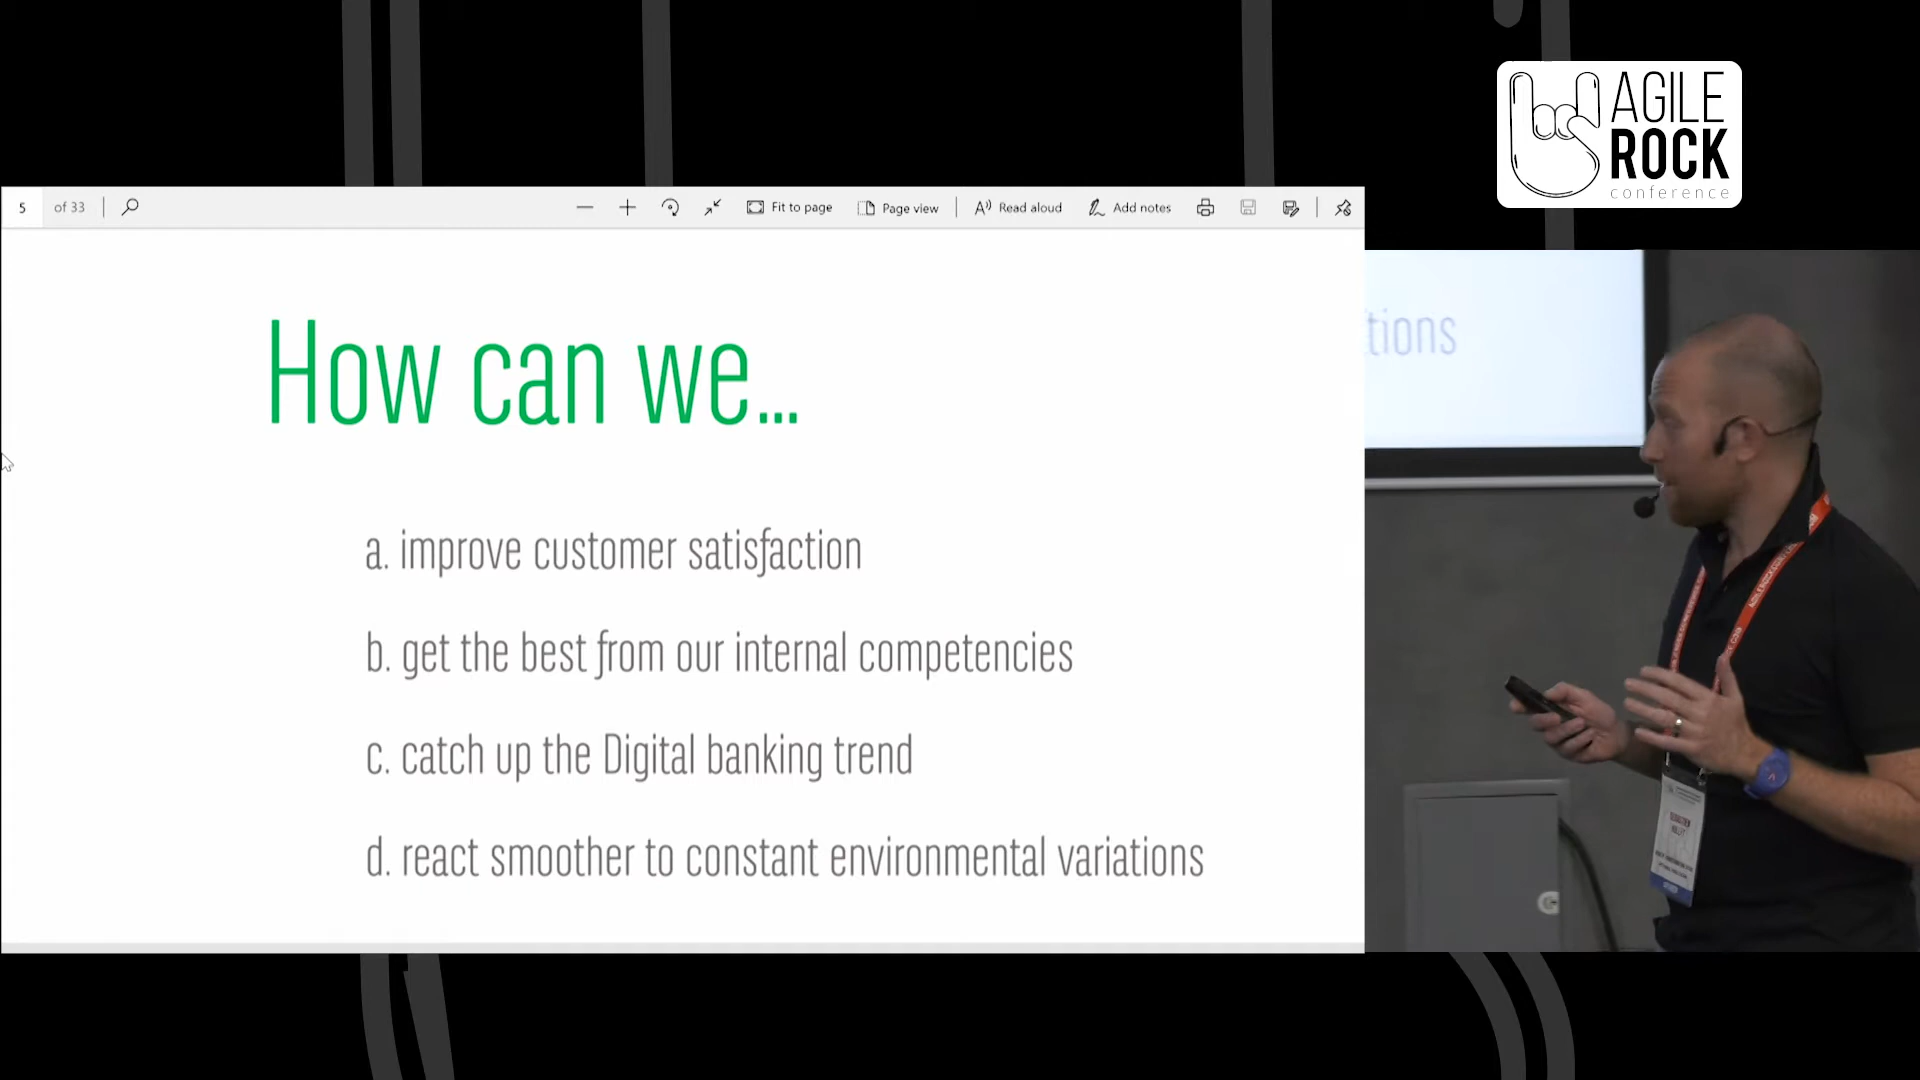 AGILE
ROCK
conference
5 of 33
Fit to page
Page view
Read aloud
Add notes
How can we...
a. improve customer satisfaction
b. get the best from our internal competencies
c. catch up the Digital banking trend
d. react smoother to constant environmental variations
tions